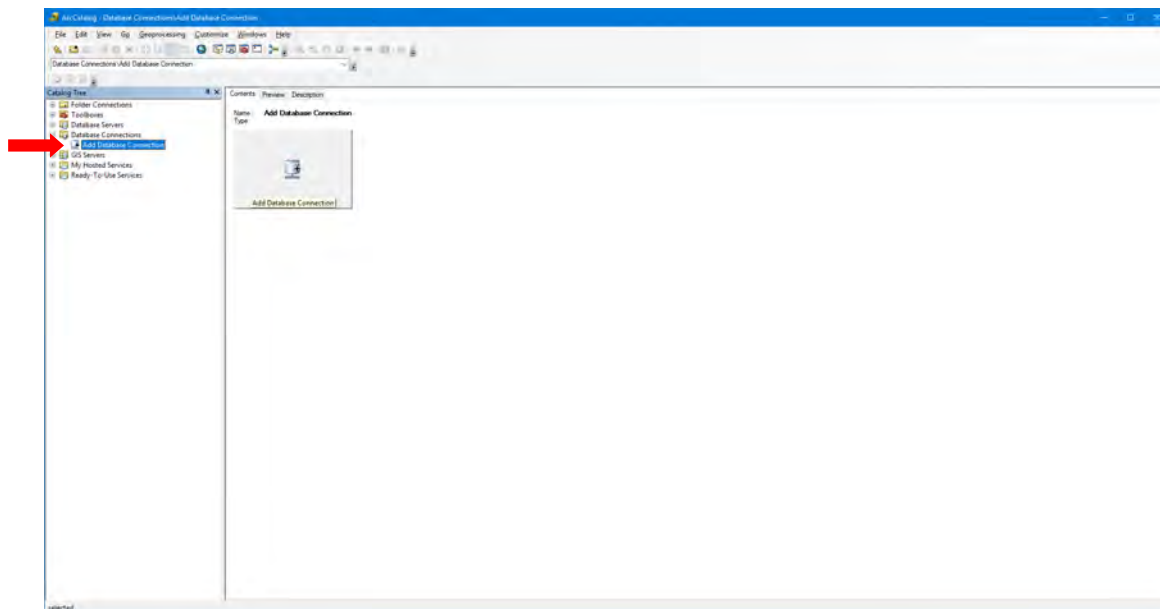 ArcCatalog - Database Connections\Add Database Connection
File Edit View Go Geoprocessing Customize Windows Help
Database Connections\Add Database Connection
Catalog Tree
Folder Connections
Toolboxes
Database Servers
Database Connections
Add Database Connection
GIS Servers
My Hosted Services
Ready-To-Use Services
Contents Preview Description
Name: Add Database Connection
Type:
Add Database Connection
selected